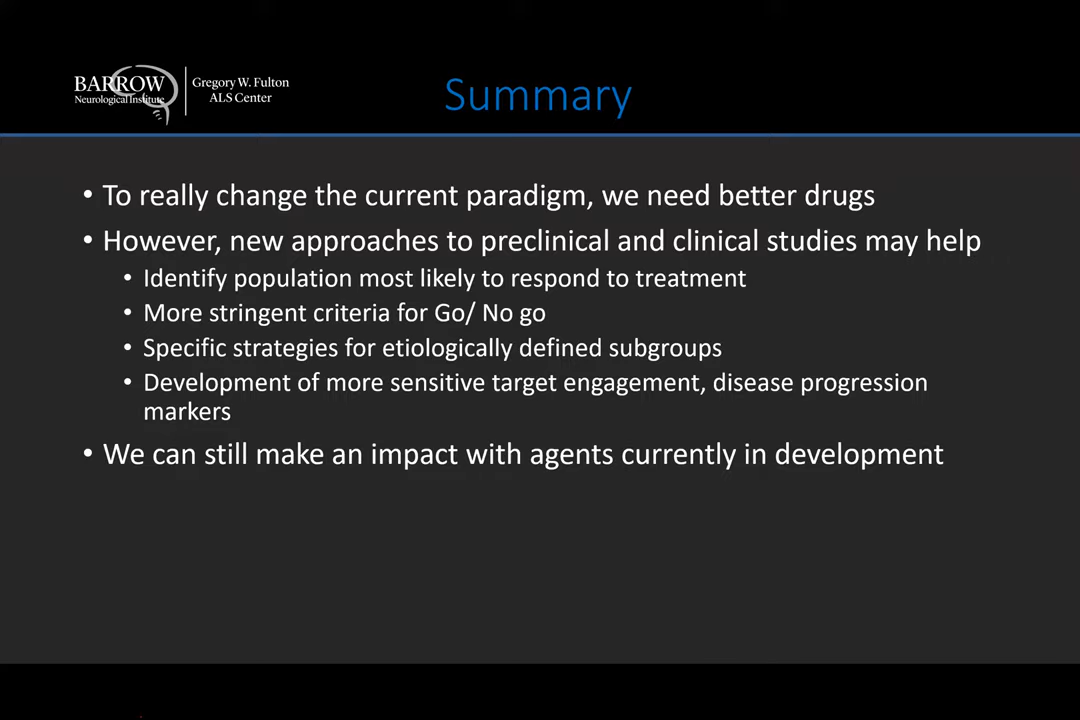 BARROW
Neurological Institute
Gregory W. Fulton
ALS Center
Summary
• To really change the current paradigm, we need better drugs
• However, new approaches to preclinical and clinical studies may help
• Identify population most likely to respond to treatment
• More stringent criteria for Go/ No go
• Specific strategies for etiologically defined subgroups
• Development of more sensitive target engagement, disease progression
markers
• We can still make an impact with agents currently in development